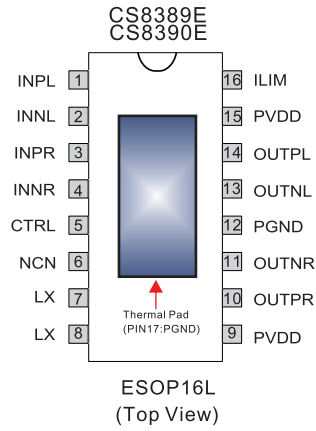 CS8389E
CS8390E
INPL 1 16 ILIM
INNL 2 15 PVDD
INPR 3 14 OUTPL
INNR 4 13 OUTNL
CTRL 5 12 PGND
NCN 6 11 OUTNR
LX 7 10 OUTPR
LX 8 9 PVDD
Thermal Pad
(PIN17:PGND)
ESOP16L
(Top View)